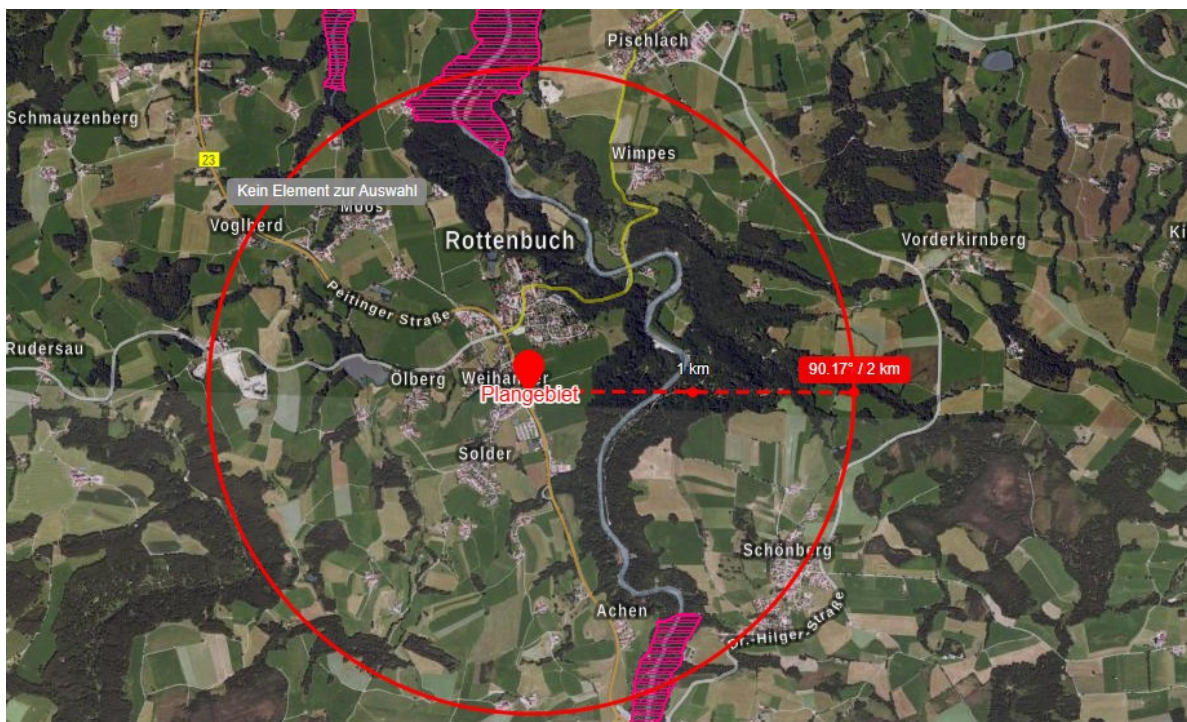 Pischlach
Schmauzenberg
Wimpes
23
Kein Element zur Auswahl
Moos
Voglherd
Rottenbuch
Vorderkirnberg
Ki
Peitinger Straße
Rudersau
Ölberg
1 km
90.17° / 2 km
Plangebiet
Solder
Schönberg
Achen
Dr.-Hilger-Straße